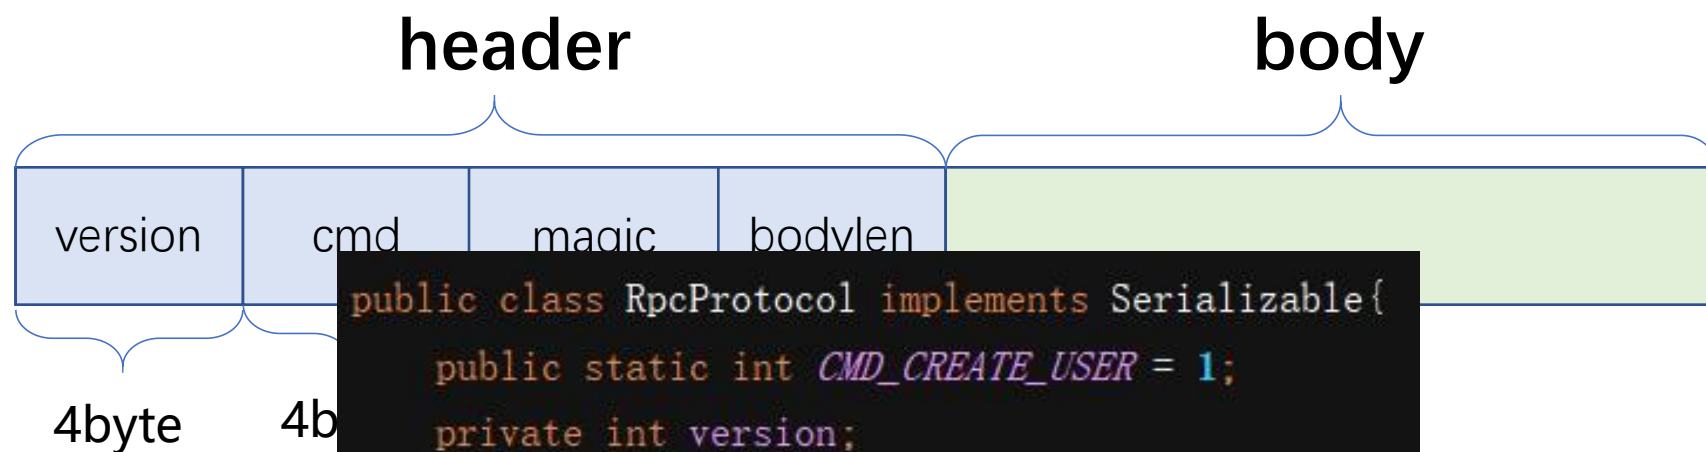 header body
version cmd magic bodylen
public class RpcProtocol implements Serializable{
public static int CMD_CREATE_USER = 1;
4byte 4b
private int version;